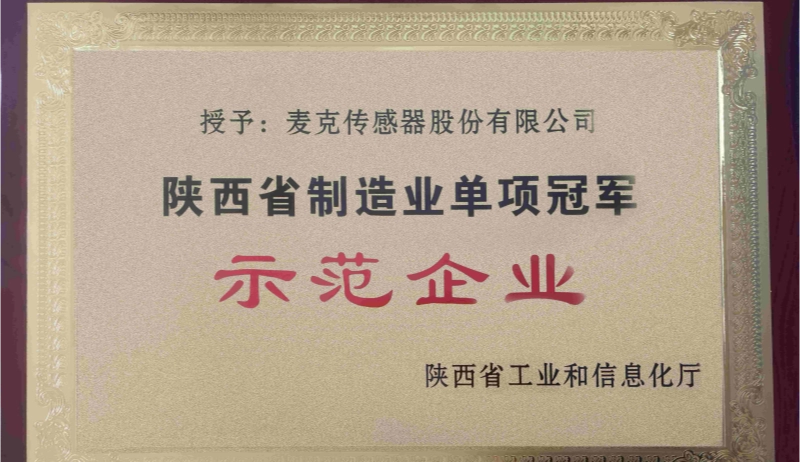 授予：麦克传感器股份有限公司
陕西省制造业单项冠军
示范企业
陕西省工业和信息化厅